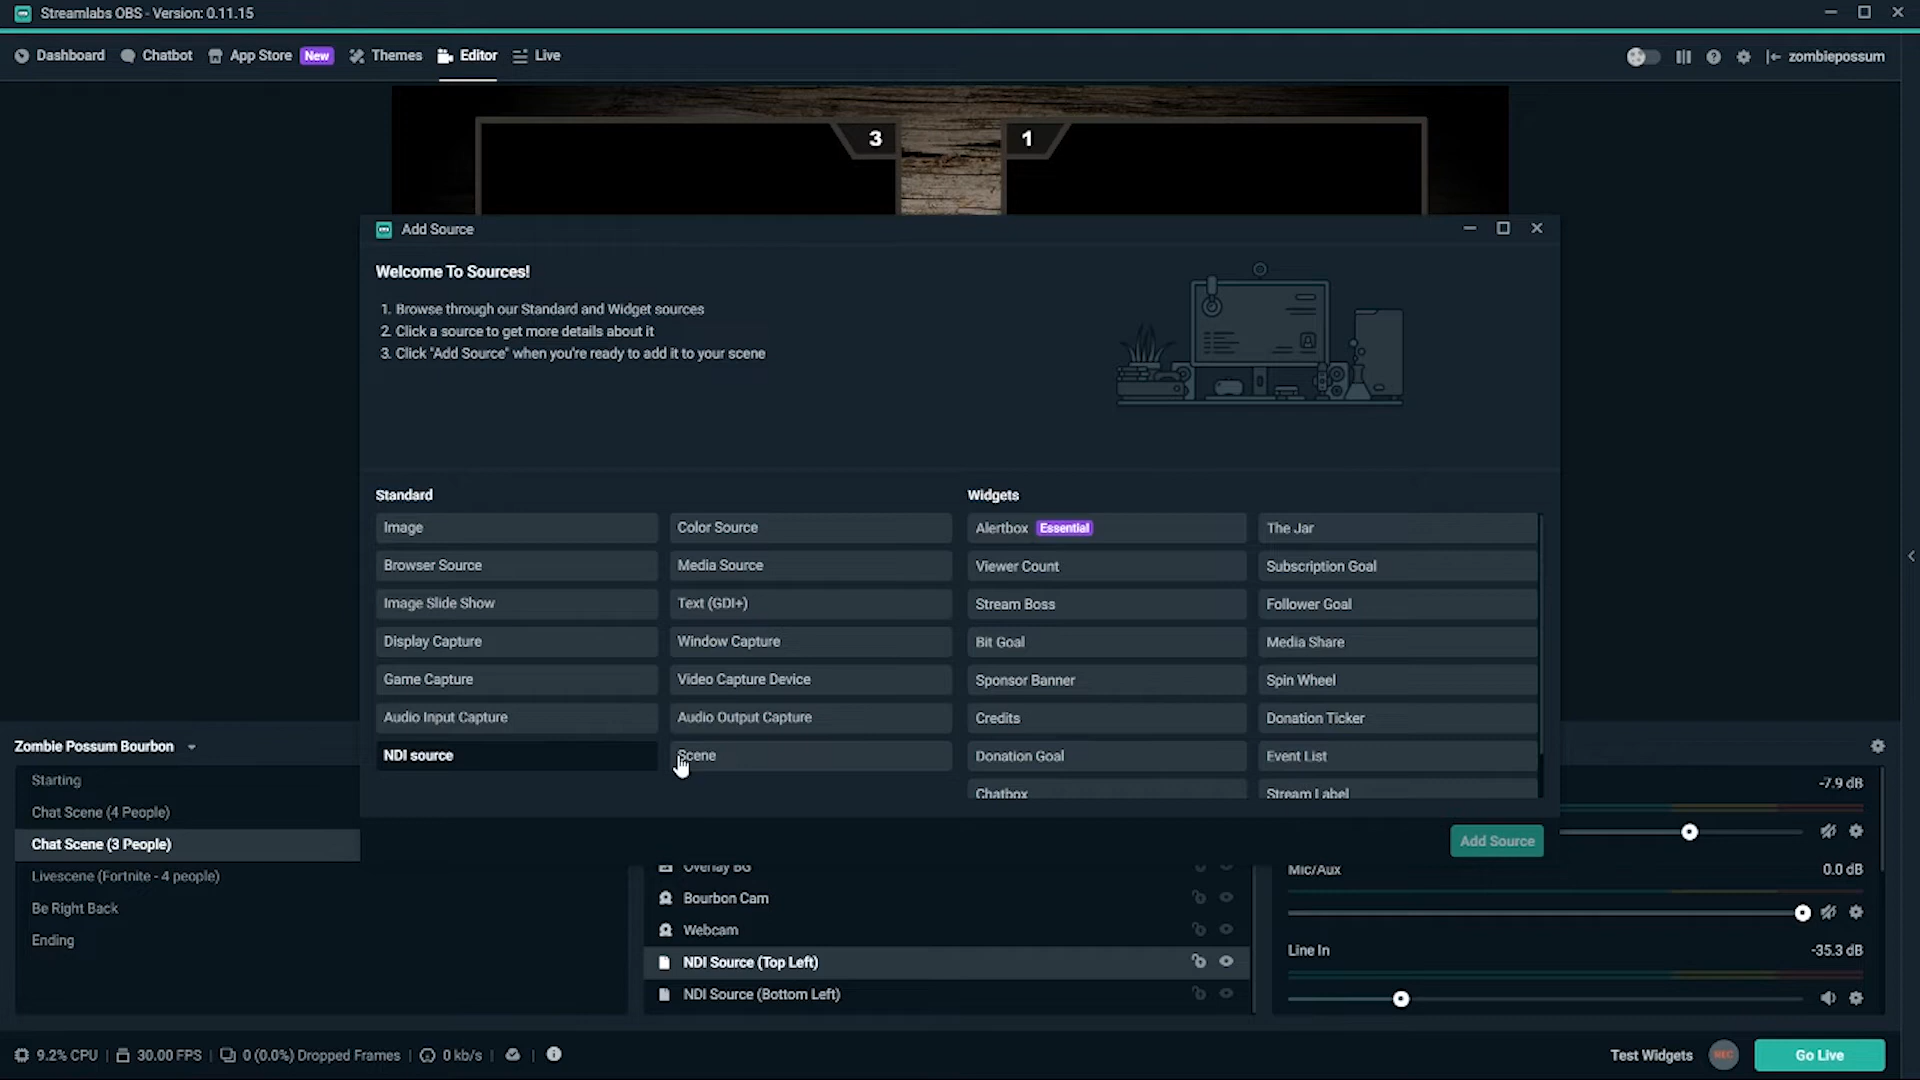 Streamlabs OBS - Version: 0.11.15
Dashboard
Chatbot
App Store New
Themes
Editor
Live
zombiepossum
3
1
Add Source
Welcome To Sources!
1. Browse through our Standard and Widget sources
2. Click a source to get more details about it
3. Click "Add Source" when you're ready to add it to your scene
Standard
Image
Color Source
Browser Source
Media Source
Image Slide Show
Text (GDI+)
Display Capture
Window Capture
Game Capture
Video Capture Device
Audio Input Capture
Audio Output Capture
NDI source
Scene
Widgets
Alertbox Essential
The Jar
Viewer Count
Subscription Goal
Stream Boss
Follower Goal
Bit Goal
Media Share
Sponsor Banner
Spin Wheel
Credits
Donation Ticker
Donation Goal
Event List
Chatbox
Stream Label
Add Source
Zombie Possum Bourbon
Starting
Chat Scene (4 People)
Chat Scene (3 People)
Livescene (Fortnite - 4 people)
Be Right Back
Ending
Overlay BG
Bourbon Cam
Webcam
NDI Source (Top Left)
NDI Source (Bottom Left)
-7.9 dB
Mic/Aux 0.0 dB
Line In -35.3 dB
9.2% CPU
30.00 FPS
0 (0.0%) Dropped Frames
0 kb/s
Test Widgets
REC
Go Live